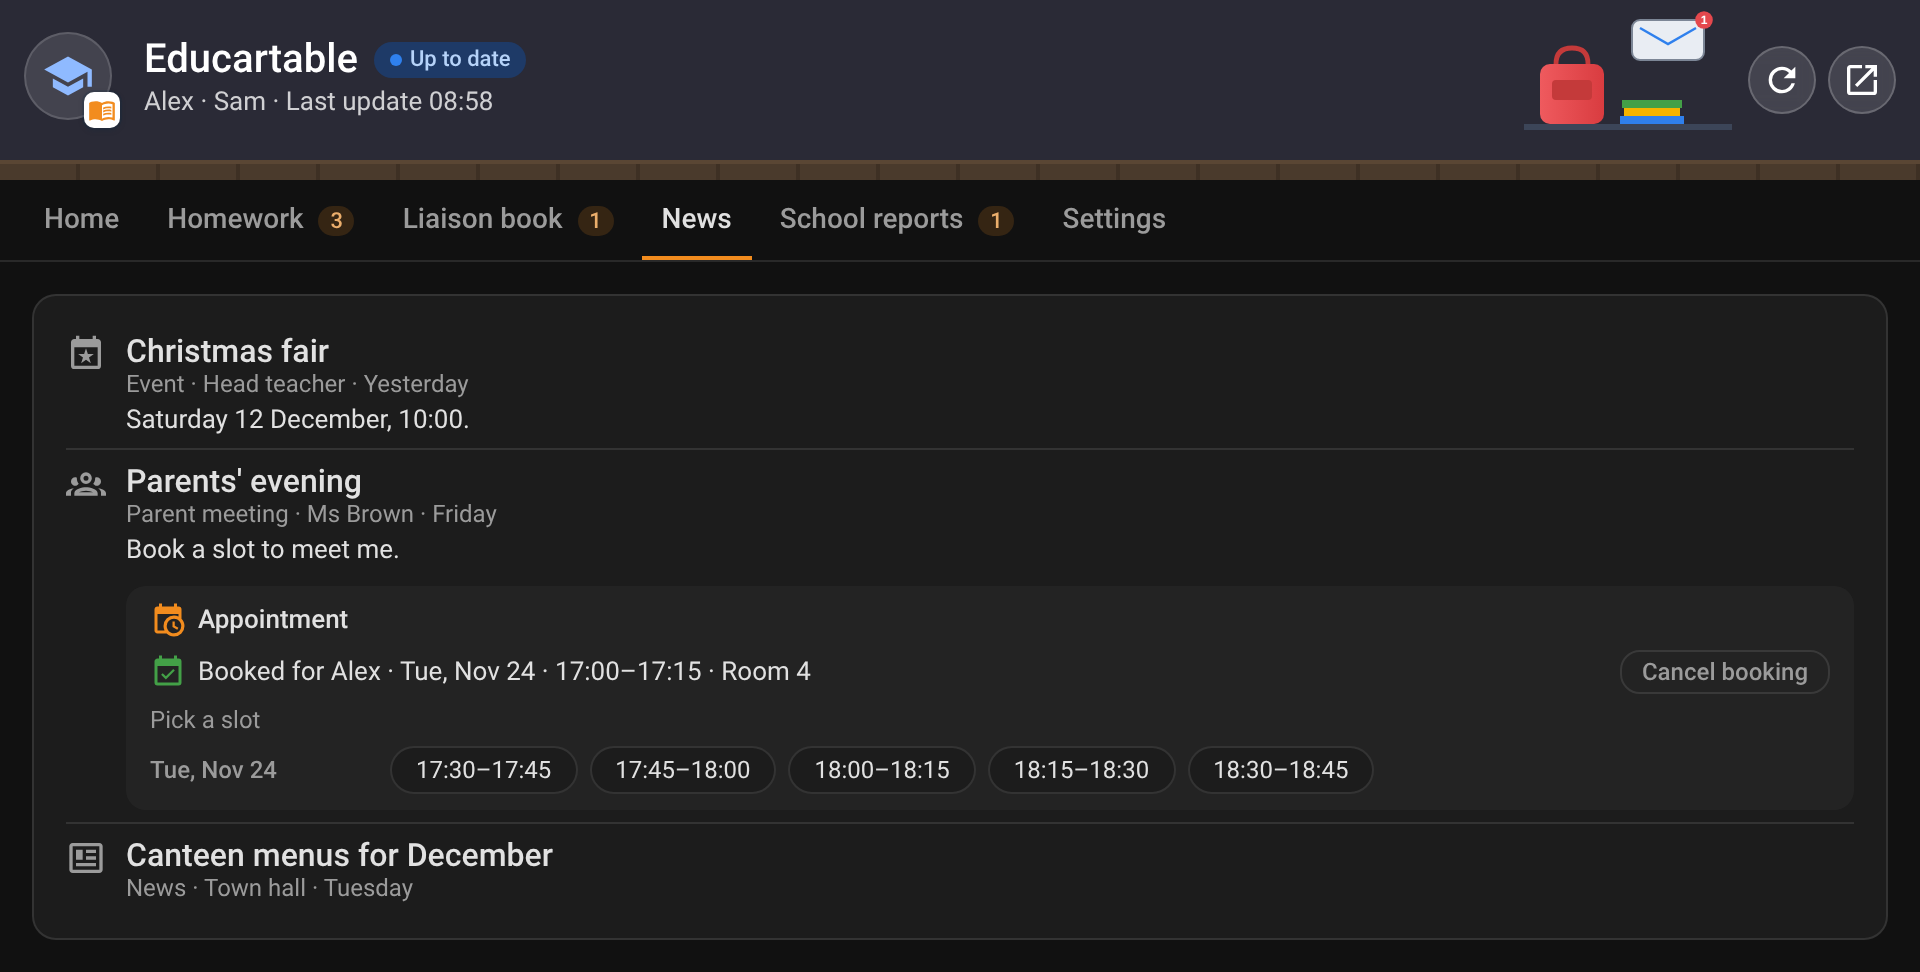 Educartable
Up to date
Alex · Sam · Last update 08:58
1
Home
Homework 3
Liaison book 1
News
School reports 1
Settings
Christmas fair
Event · Head teacher · Yesterday
Saturday 12 December, 10:00.
Parents' evening
Parent meeting · Ms Brown · Friday
Book a slot to meet me.
Appointment
Booked for Alex · Tue, Nov 24 · 17:00–17:15 · Room 4
Cancel booking
Pick a slot
Tue, Nov 24
17:30–17:45
17:45–18:00
18:00–18:15
18:15–18:30
18:30–18:45
Canteen menus for December
News · Town hall · Tuesday